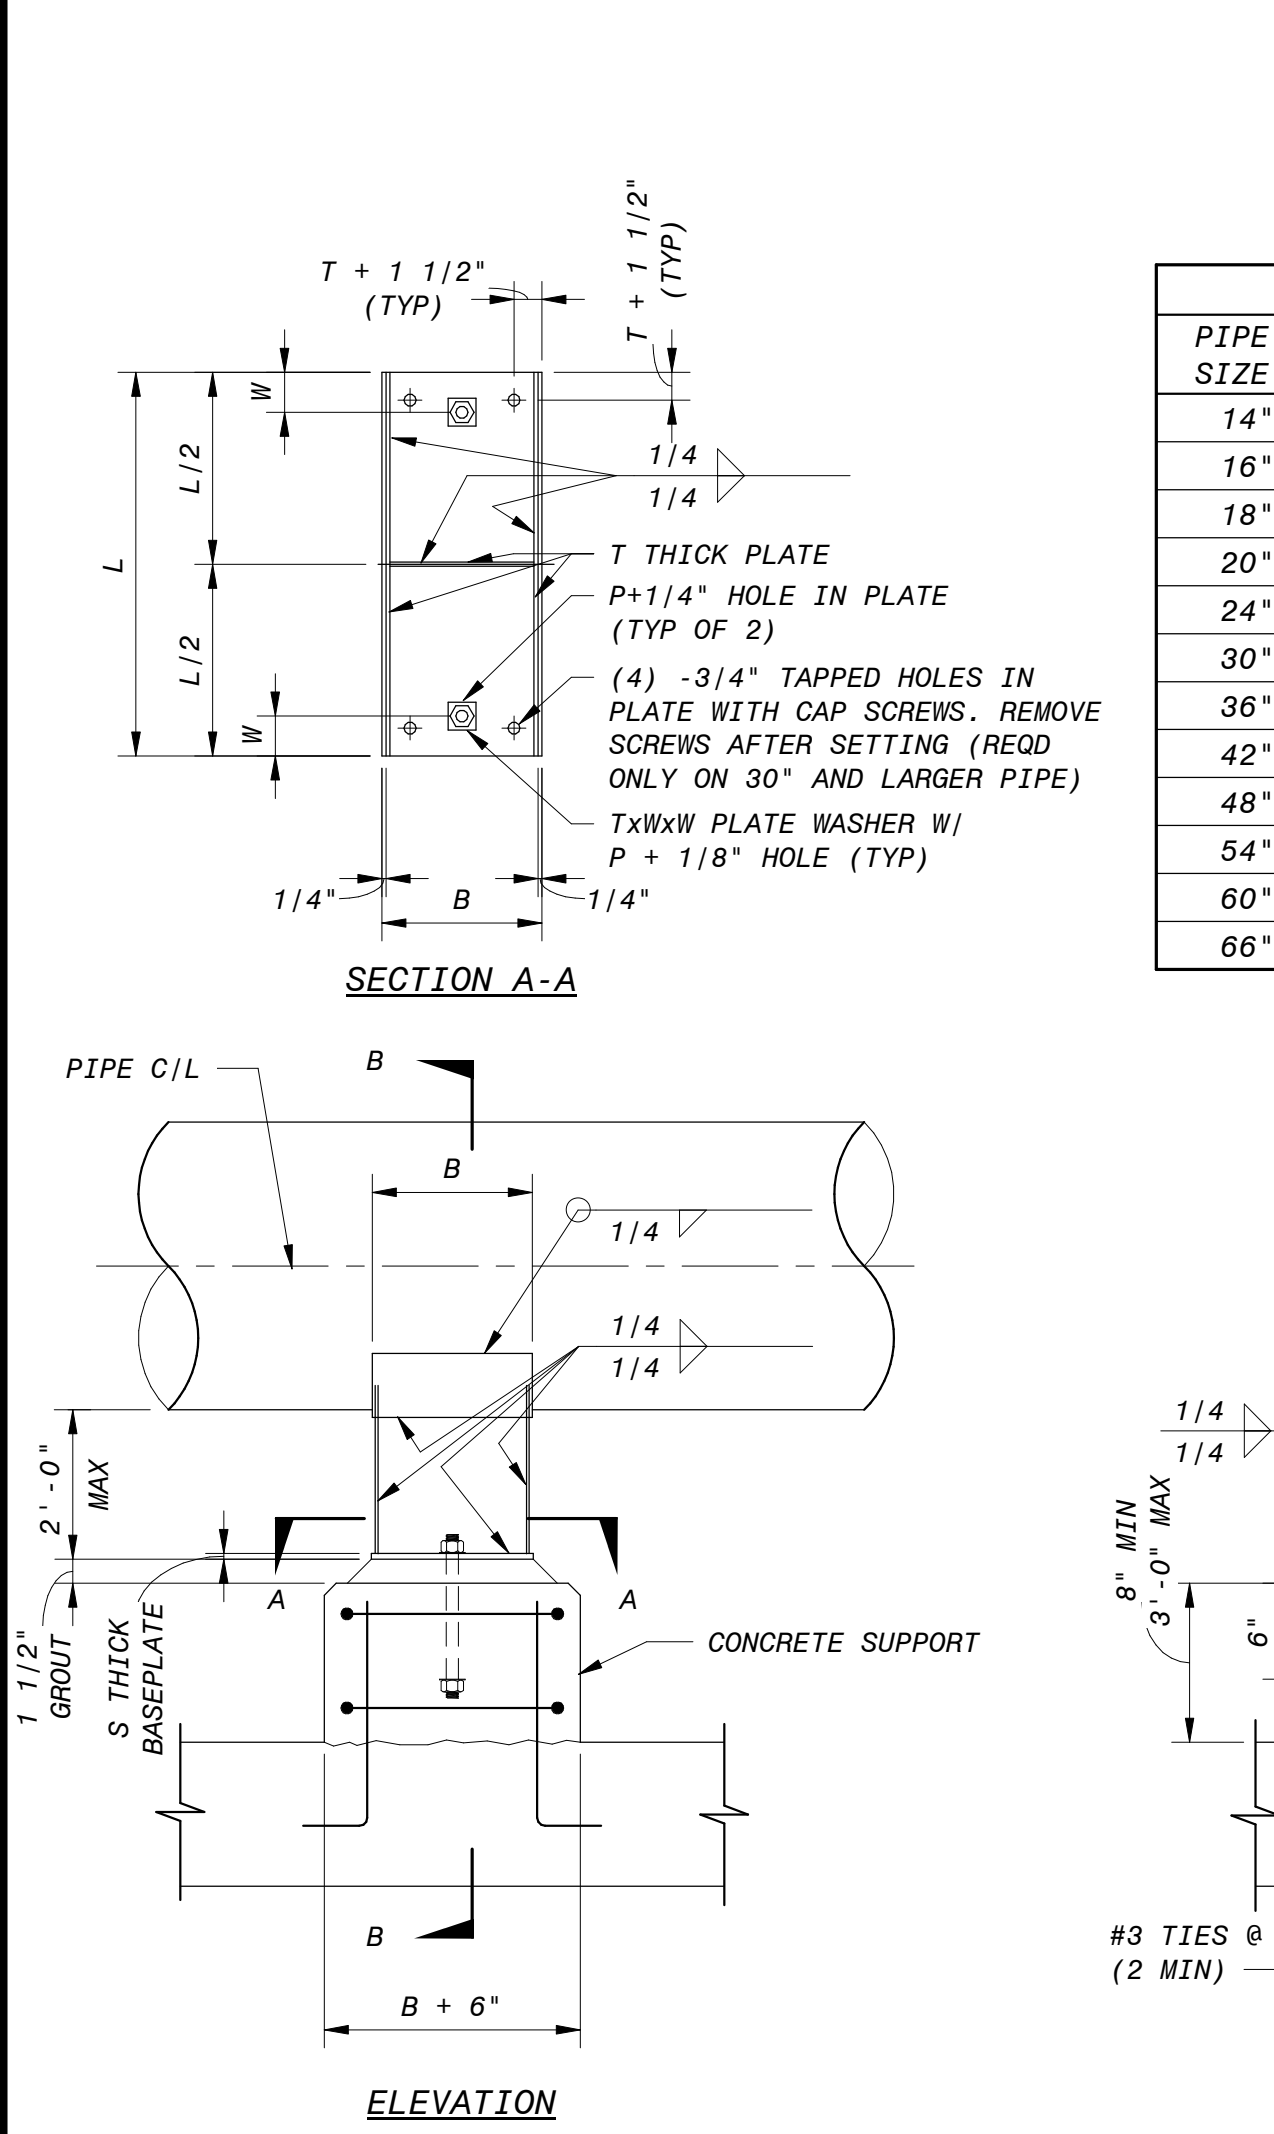 T + 1 1/2"
(TYP)
T + 1 1/2"
(TYP)
W
L/2
L
L/2
W
1/4
1/4
T THICK PLATE
P+1/4" HOLE IN PLATE
(TYP OF 2)
(4) -3/4" TAPPED HOLES IN
PLATE WITH CAP SCREWS. REMOVE
SCREWS AFTER SETTING (REQD
ONLY ON 30" AND LARGER PIPE)
TxWxW PLATE WASHER W/
P + 1/8" HOLE (TYP)
1/4"
B
1/4"
SECTION A-A
PIPE
SIZE
14"
16"
18"
20"
24"
30"
36"
42"
48"
54"
60"
66"
PIPE C/L
B
B
1/4
1/4
1/4
2'-0"
MAX
A
A
1 1/2"
GROUT
S THICK
BASEPLATE
CONCRETE SUPPORT
B
B + 6"
ELEVATION
1/4
1/4
8" MIN
3'-0" MAX
6"
#3 TIES @
(2 MIN)